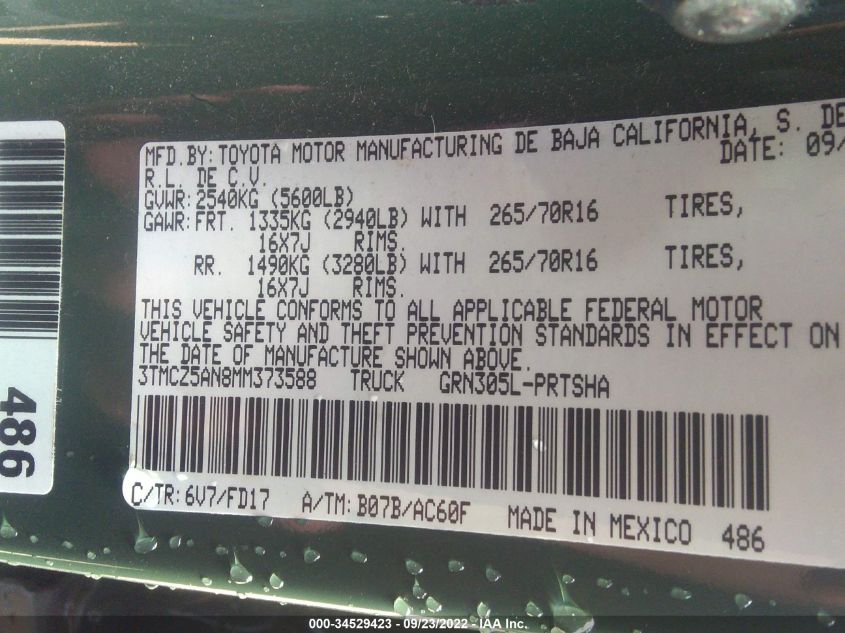 MFD. BY: TOYOTA MOTOR MANUFACTURING DE BAJA CALIFORNIA, S. DE
R.L. DE C.V. DATE: 09/
GVWR: 2540KG (5600LB)
GAWR: FRT. 1335KG (2940LB) WITH 265/70R16 TIRES,
16X7J RIMS.
RR. 1490KG (3280LB) WITH 265/70R16 TIRES,
16X7J RIMS.
THIS VEHICLE CONFORMS TO ALL APPLICABLE FEDERAL MOTOR
VEHICLE SAFETY AND THEFT PREVENTION STANDARDS IN EFFECT ON
THE DATE OF MANUFACTURE SHOWN ABOVE.
3TMCZ5AN8MM373588 TRUCK GRN305L-PRTSHA
C/TR: 6V7/FD17 A/TM: B07B/AC60F MADE IN MEXICO 486
486
000-34529423 - 09/23/2022 - IAA Inc.